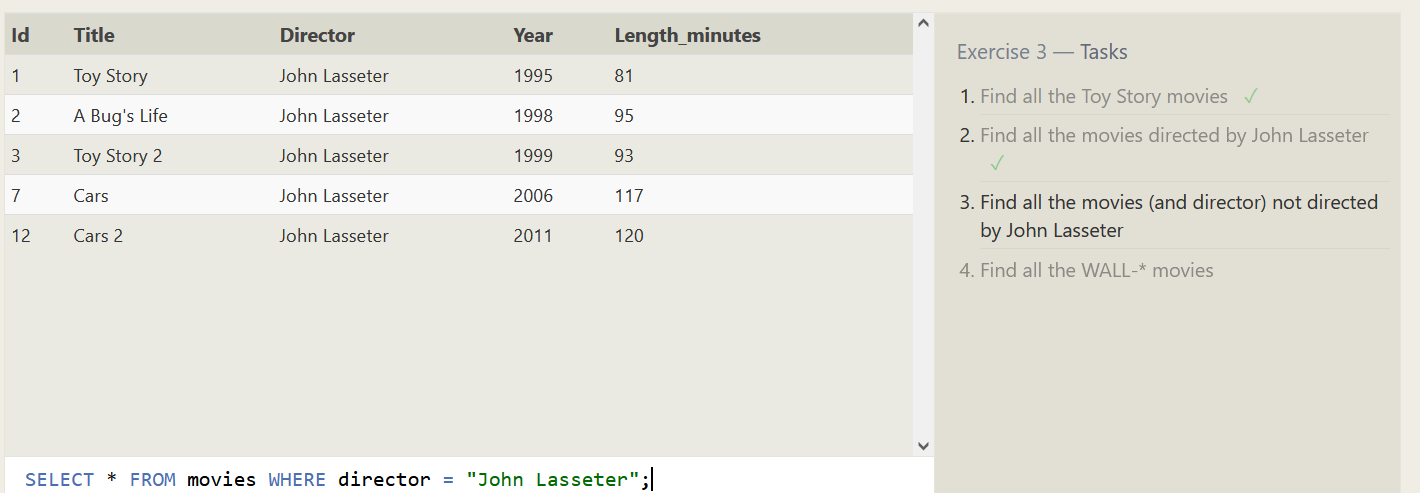 Id Title Director Year Length_minutes
1 Toy Story John Lasseter 1995 81
2 A Bug's Life John Lasseter 1998 95
3 Toy Story 2 John Lasseter 1999 93
7 Cars John Lasseter 2006 117
12 Cars 2 John Lasseter 2011 120
SELECT * FROM movies WHERE director = "John Lasseter";
Exercise 3 — Tasks
1. Find all the Toy Story movies ✓
2. Find all the movies directed by John Lasseter
✓
3. Find all the movies (and director) not directed
by John Lasseter
4. Find all the WALL-* movies